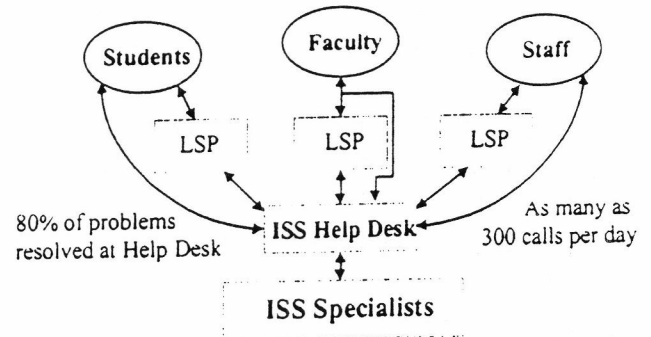 Students
Faculty
Staff
LSP
LSP
LSP
80% of problems
resolved at Help Desk
ISS Help Desk
As many as
300 calls per day
ISS Specialists